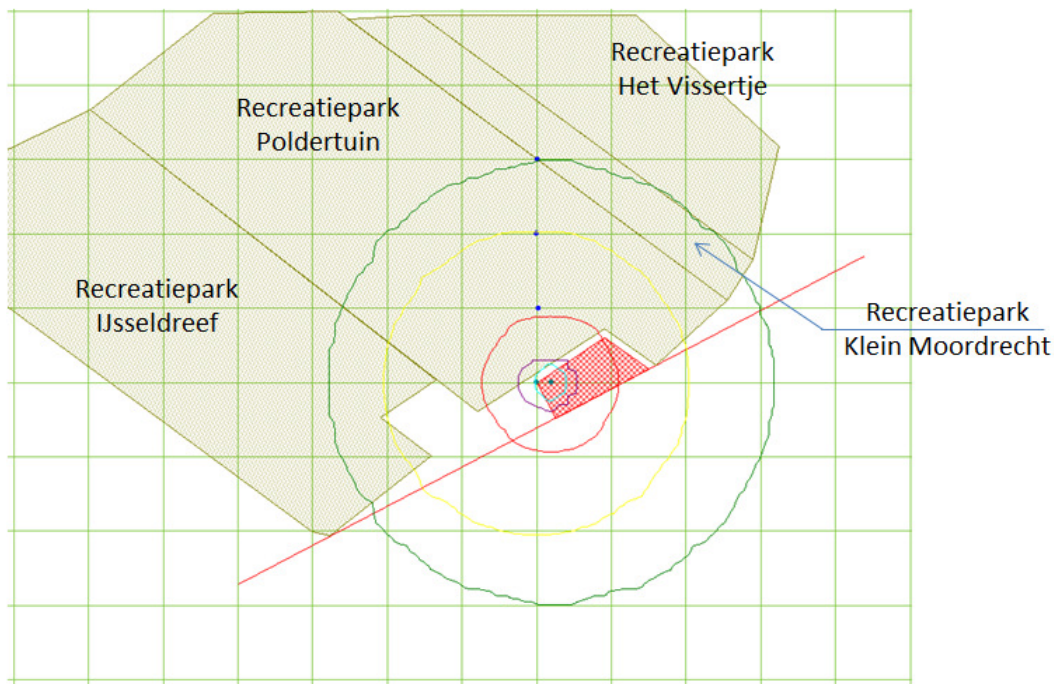 Recreatiepark
Het Vissertje
Recreatiepark
Poldertuin
Recreatiepark
IJsseldreef
Recreatiepark
Klein Moordrecht